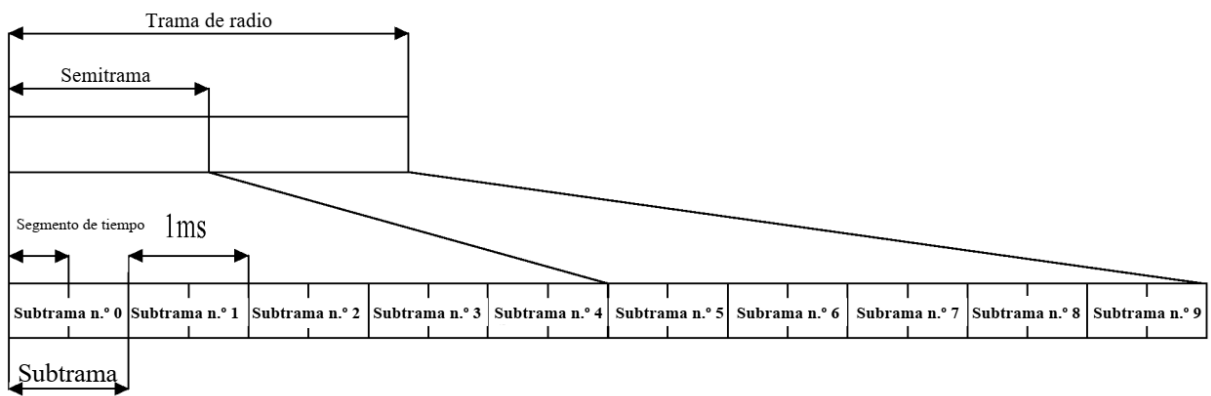 Trama de radio
Semitrama
Segmento de tiempo
1ms
Subtrama n.º 0 Subtrama n.º 1 Subtrama n.º 2 Subtrama n.º 3 Subtrama n.º 4 Subtrama n.º 5 Subrama n.º 6 Subtrama n.º 7 Subtrama n.º 8 Subtrama n.º 9
Subtrama